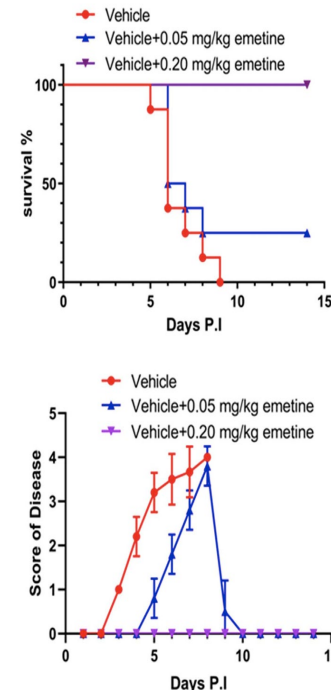 Vehicle
Vehicle+0.05 mg/kg emetine
Vehicle+0.20 mg/kg emetine
100
50
0
survival %
0 5 10 15
Days P.I
Vehicle
Vehicle+0.05 mg/kg emetine
Vehicle+0.20 mg/kg emetine
5
4
3
2
1
0
Score of Disease
0 5 10 15
Days P.I